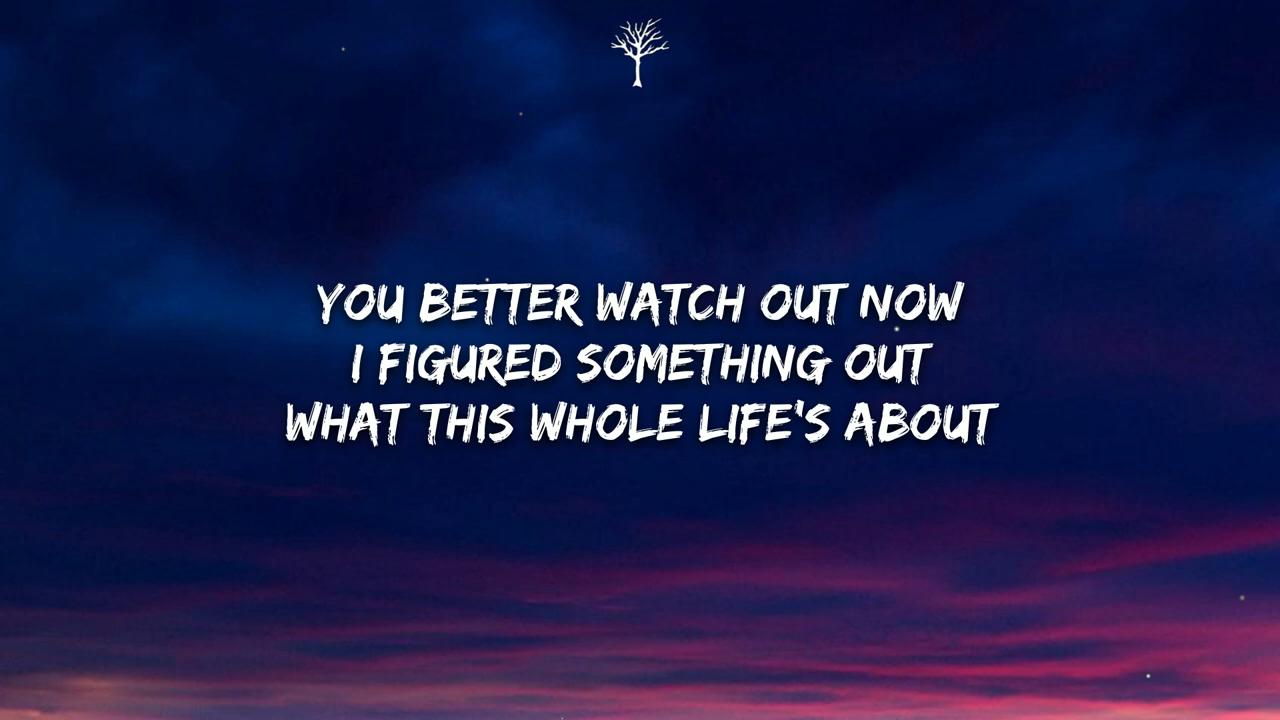 YOU BETTER WATCH OUT NOW
I FIGURED SOMETHING OUT
WHAT THIS WHOLE LIFE'S ABOUT